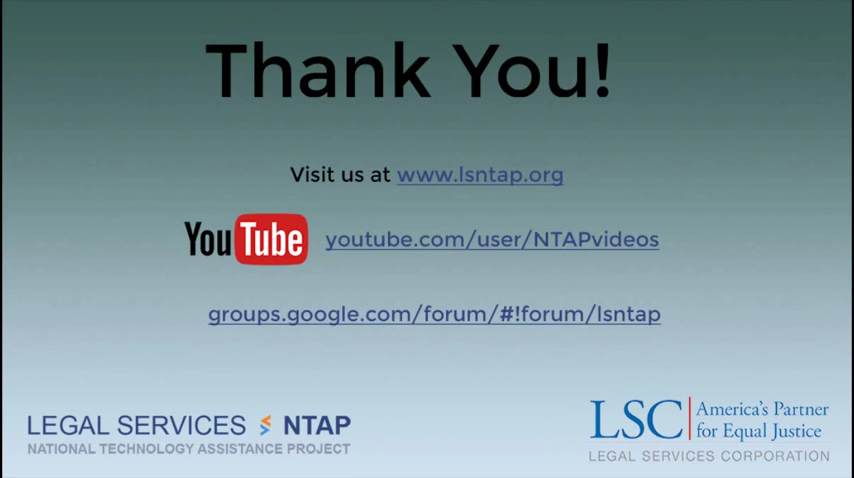 Thank You!
Visit us at www.lsntap.org
YouTube youtube.com/user/NTAPvideos
groups.google.com/forum/#!forum/lsntap
LEGAL SERVICES NTAP
NATIONAL TECHNOLOGY ASSISTANCE PROJECT
LSC America's Partner
for Equal Justice
LEGAL SERVICES CORPORATION